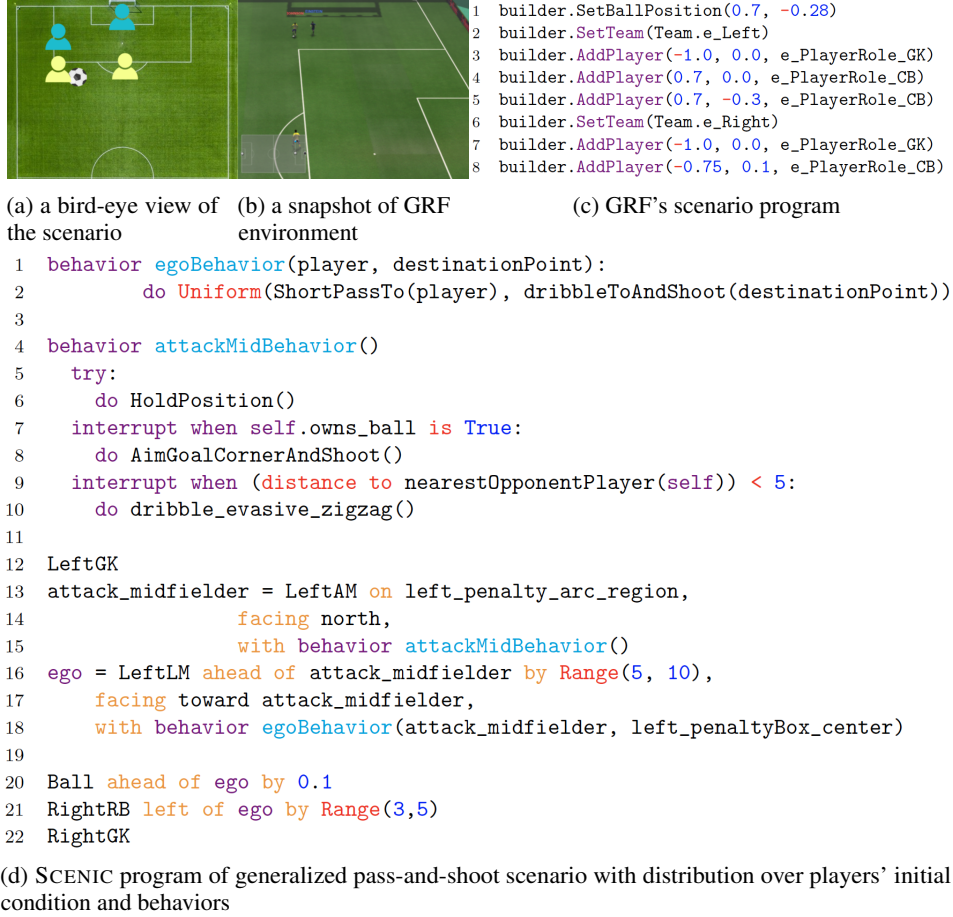 1 builder.SetBallPosition(0.7, -0.28)
2 builder.SetTeam(Team.e_Left)
3 builder.AddPlayer(-1.0, 0.0, e_PlayerRole_GK)
4 builder.AddPlayer(0.7, 0.0, e_PlayerRole_CB)
5 builder.AddPlayer(0.7, -0.3, e_PlayerRole_CB)
6 builder.SetTeam(Team.e_Right)
7 builder.AddPlayer(-1.0, 0.0, e_PlayerRole_GK)
8 builder.AddPlayer(-0.75, 0.1, e_PlayerRole_CB)
(a) a bird-eye view of
the scenario
(b) a snapshot of GRF
environment
(c) GRF's scenario program
1 behavior egoBehavior(player, destinationPoint):
2 do Uniform(ShortPassTo(player), dribbleToAndShoot(destinationPoint))
3
4 behavior attackMidBehavior()
5 try:
6 do HoldPosition()
7 interrupt when self.owns_ball is True:
8 do AimGoalCornerAndShoot()
9 interrupt when (distance to nearestOpponentPlayer(self)) < 5:
10 do dribble_evasive_zigzag()
11
12 LeftGK
13 attack_midfielder = LeftAM on left_penalty_arc_region,
14 facing north,
15 with behavior attackMidBehavior()
16 ego = LeftLM ahead of attack_midfielder by Range(5, 10),
17 facing toward attack_midfielder,
18 with behavior egoBehavior(attack_midfielder, left_penaltyBox_center)
19
20 Ball ahead of ego by 0.1
21 RightRB left of ego by Range(3,5)
22 RightGK
(d) SCENIC program of generalized pass-and-shoot scenario with distribution over players' initial
condition and behaviors